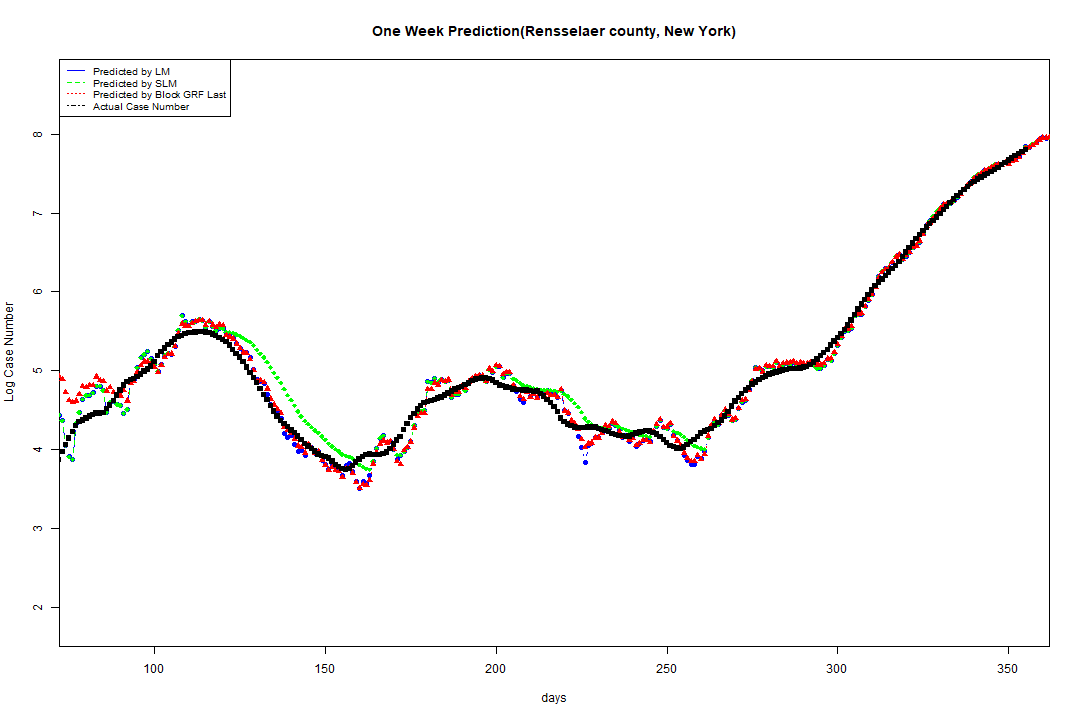 One Week Prediction(Rensselaer county, New York)
Predicted by LM
Predicted by SLM
Predicted by Block GRF Last
Actual Case Number
Log Case Number
8
7
6
5
4
3
2
100 150 200 250 300 350
days